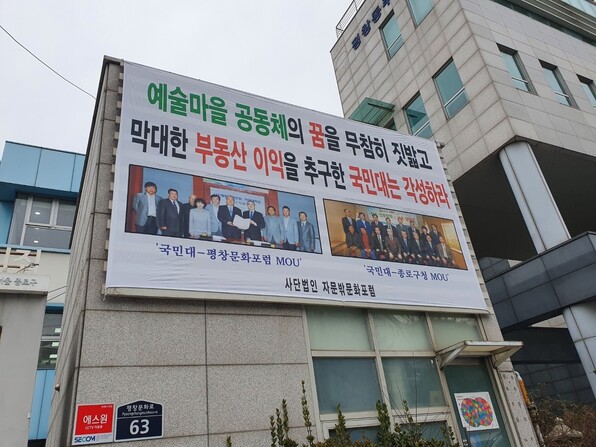 평창동
예술마을 공동체의 꿈을 무참히 짓밟고
막대한 부동산 이익을 추구한 국민대는 각성하라
'국민대-평창문화포럼 MOU'
'국민대-종로구청 MOU'
사단법인 자문밖문화포럼
에스원
SECOM
평창문화로
63